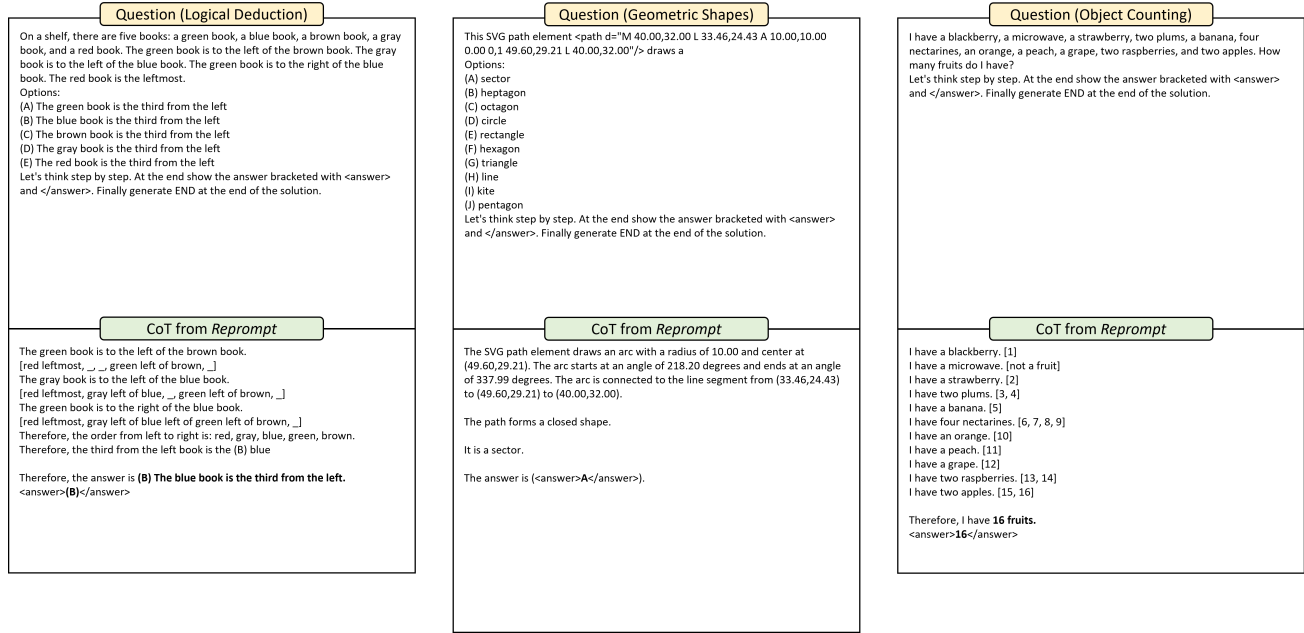 Question (Logical Deduction)
On a shelf, there are five books: a green book, a blue book, a brown book, a gray
book, and a red book. The green book is to the left of the brown book. The gray
book is to the left of the blue book. The green book is to the right of the blue
book. The red book is the leftmost.
Options:
(A) The green book is the third from the left
(B) The blue book is the third from the left
(C) The brown book is the third from the left
(D) The gray book is the third from the left
(E) The red book is the third from the left
Let's think step by step. At the end show the answer bracketed with <answer>
and </answer>. Finally generate END at the end of the solution.
CoT from Reprompt
The green book is to the left of the brown book.
[red leftmost, _, _, green left of brown, _]
The gray book is to the left of the blue book.
[red leftmost, gray left of blue, _, green left of brown, _]
The green book is to the right of the blue book.
[red leftmost, gray left of blue left of green left of brown, _]
Therefore, the order from left to right is: red, gray, blue, green, brown.
Therefore, the third from the left book is the (B) blue
Therefore, the answer is (B) The blue book is the third from the left.
<answer>(B)</answer>
Question (Geometric Shapes)
This SVG path element <path d="M 40.00,32.00 L 33.46,24.43 A 10.00,10.00
0.00 0,1 49.60,29.21 L 40.00,32.00"/> draws a
Options:
(A) sector
(B) heptagon
(C) octagon
(D) circle
(E) rectangle
(F) hexagon
(G) triangle
(H) line
(I) kite
(J) pentagon
Let's think step by step. At the end show the answer bracketed with <answer>
and </answer>. Finally generate END at the end of the solution.
CoT from Reprompt
The SVG path element draws an arc with a radius of 10.00 and center at
(49.60,29.21). The arc starts at an angle of 218.20 degrees and ends at an angle
of 337.99 degrees. The arc is connected to the line segment from (33.46,24.43)
to (49.60,29.21) to (40.00,32.00).
The path forms a closed shape.
It is a sector.
The answer is (<answer>A</answer>).
Question (Object Counting)
I have a blackberry, a microwave, a strawberry, two plums, a banana, four
nectarines, an orange, a peach, a grape, two raspberries, and two apples. How
many fruits do I have?
Let's think step by step. At the end show the answer bracketed with <answer>
and </answer>. Finally generate END at the end of the solution.
CoT from Reprompt
I have a blackberry. [1]
I have a microwave. [not a fruit]
I have a strawberry. [2]
I have two plums. [3, 4]
I have a banana. [5]
I have four nectarines. [6, 7, 8, 9]
I have an orange. [10]
I have a peach. [11]
I have a grape. [12]
I have two raspberries. [13, 14]
I have two apples. [15, 16]
Therefore, I have 16 fruits.
<answer>16</answer>